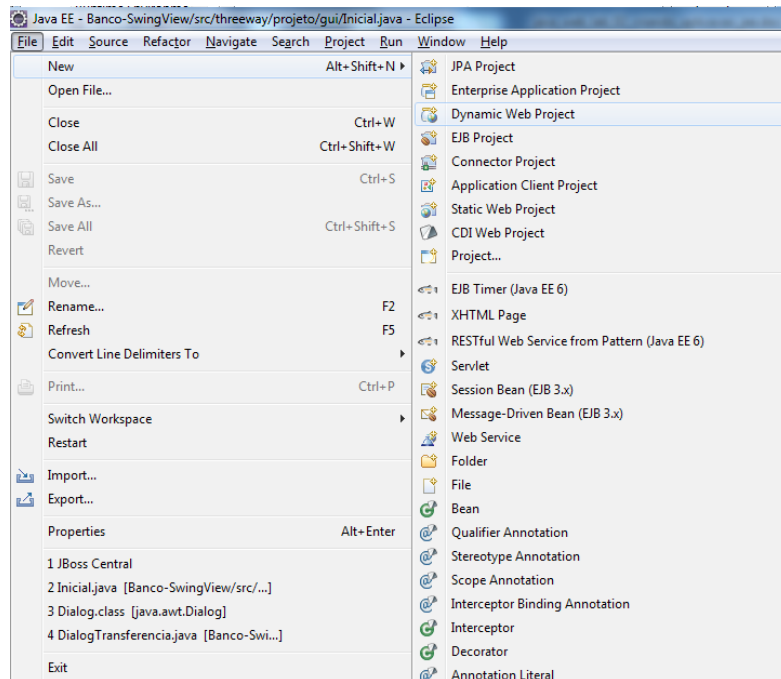 Java EE - Banco-SwingView/src/threeway/projeto/gui/Inicial.java - Eclipse
File Edit Source Refactor Navigate Search Project Run Window Help
New Alt+Shift+N
Open File...
Close Ctrl+W
Close All Ctrl+Shift+W
Save Ctrl+S
Save As...
Save All Ctrl+Shift+S
Revert
Move...
Rename... F2
Refresh F5
Convert Line Delimiters To
Print... Ctrl+P
Switch Workspace
Restart
Import...
Export...
Properties Alt+Enter
1 JBoss Central
2 Inicial.java [Banco-SwingView/src/...]
3 Dialog.class [java.awt.Dialog]
4 DialogTransferencia.java [Banco-Swi...]
Exit
JPA Project
Enterprise Application Project
Dynamic Web Project
EJB Project
Connector Project
Application Client Project
Static Web Project
CDI Web Project
Project...
EJB Timer (Java EE 6)
XHTML Page
RESTful Web Service from Pattern (Java EE 6)
Servlet
Session Bean (EJB 3.x)
Message-Driven Bean (EJB 3.x)
Web Service
Folder
File
Bean
Qualifier Annotation
Stereotype Annotation
Scope Annotation
Interceptor Binding Annotation
Interceptor
Decorator
Annotation Literal